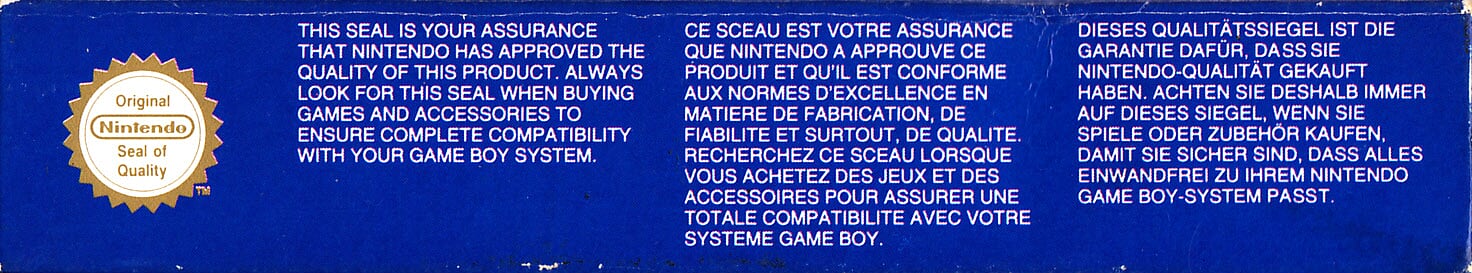 Original
Nintendo
Seal of
Quality
TM
THIS SEAL IS YOUR ASSURANCE
THAT NINTENDO HAS APPROVED THE
QUALITY OF THIS PRODUCT. ALWAYS
LOOK FOR THIS SEAL WHEN BUYING
GAMES AND ACCESSORIES TO
ENSURE COMPLETE COMPATIBILITY
WITH YOUR GAME BOY SYSTEM.
CE SCEAU EST VOTRE ASSURANCE
QUE NINTENDO A APPROUVE CE
PRODUIT ET QU'IL EST CONFORME
AUX NORMES D'EXCELLENCE EN
MATIERE DE FABRICATION, DE
FIABILITE ET SURTOUT, DE QUALITE.
RECHERCHEZ CE SCEAU LORSQUE
VOUS ACHETEZ DES JEUX ET DES
ACCESSOIRES POUR ASSURER UNE
TOTALE COMPATIBILITE AVEC VOTRE
SYSTEME GAME BOY.
DIESES QUALITÄTSSIEGEL IST DIE
GARANTIE DAFÜR, DASS SIE
NINTENDO-QUALITÄT GEKAUFT
HABEN. ACHTEN SIE DESHALB IMMER
AUF DIESES SIEGEL, WENN SIE
SPIELE ODER ZUBEHÖR KAUFEN,
DAMIT SIE SICHER SIND, DASS ALLES
EINWANDFREI ZU IHREM NINTENDO
GAME BOY-SYSTEM PASST.